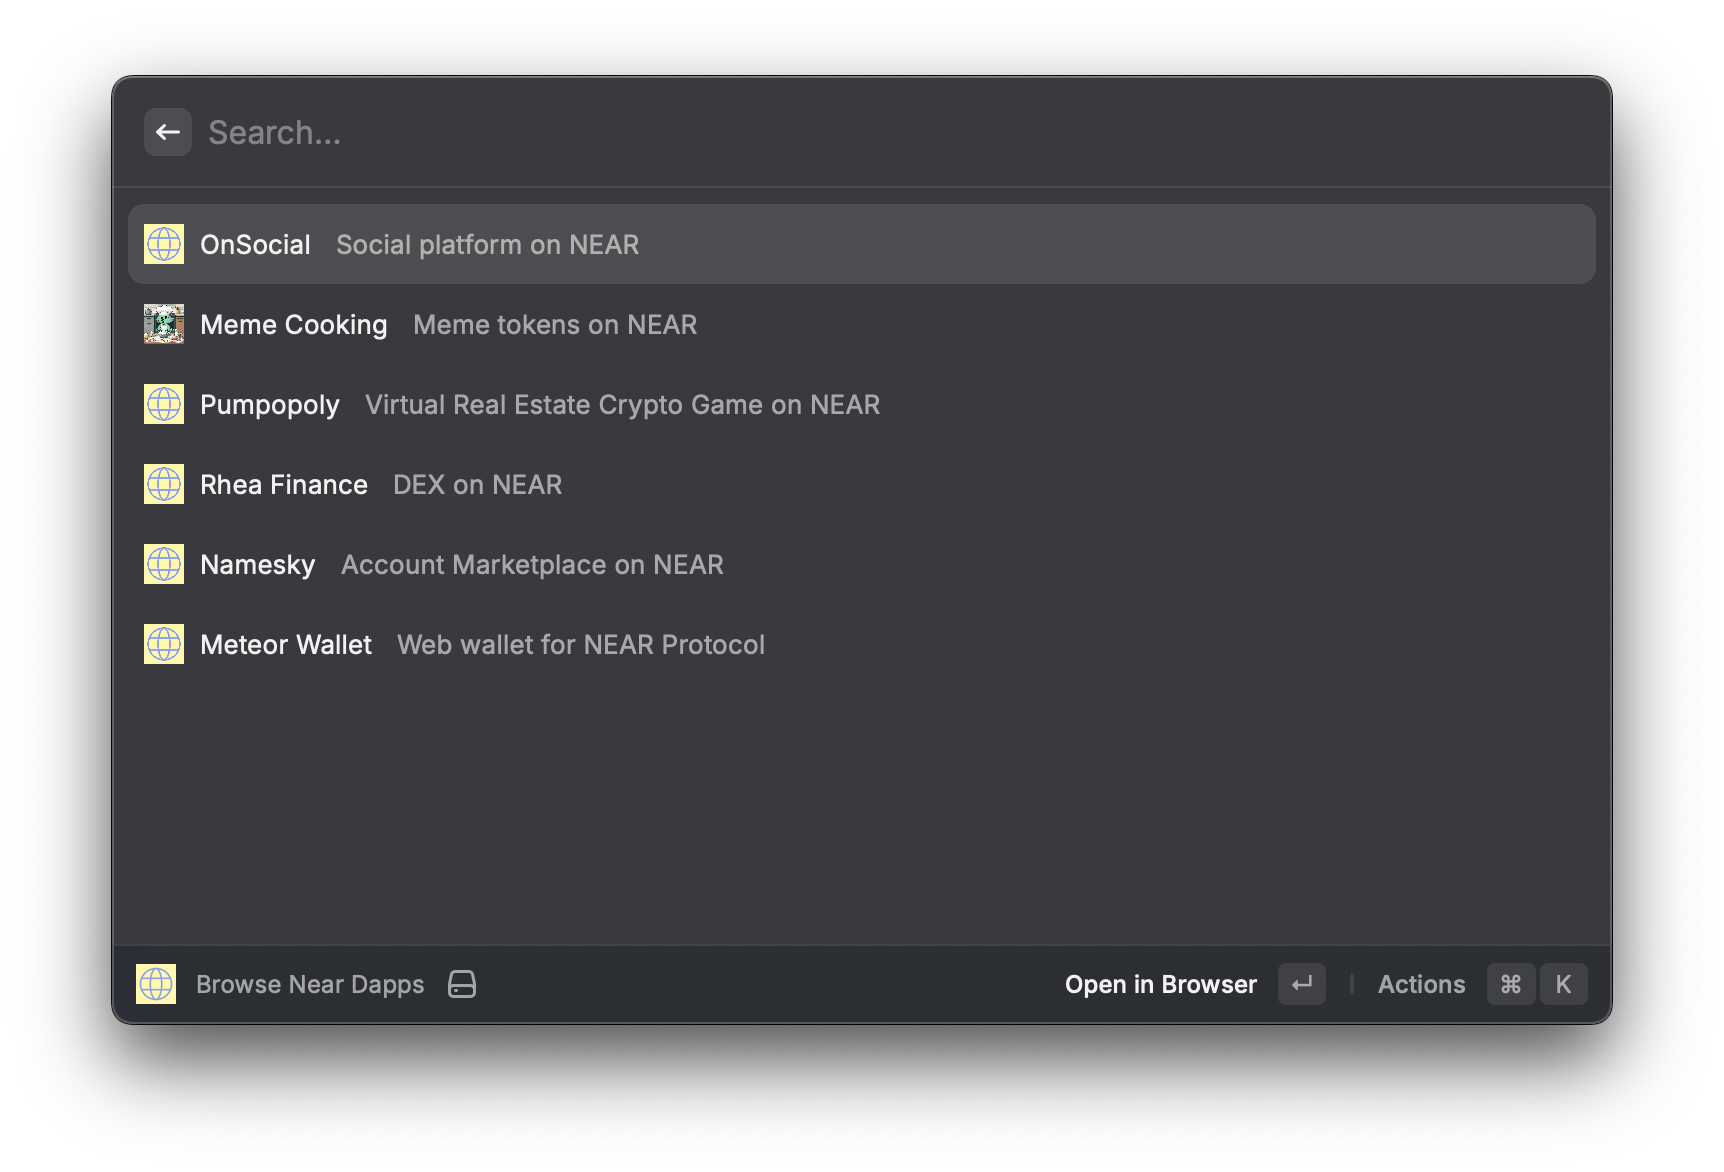 Search...
OnSocial Social platform on NEAR
Meme Cooking Meme tokens on NEAR
Pumpopoly Virtual Real Estate Crypto Game on NEAR
Rhea Finance DEX on NEAR
Namesky Account Marketplace on NEAR
Meteor Wallet Web wallet for NEAR Protocol
Browse Near Dapps Open in Browser ↵ Actions ⌘ K